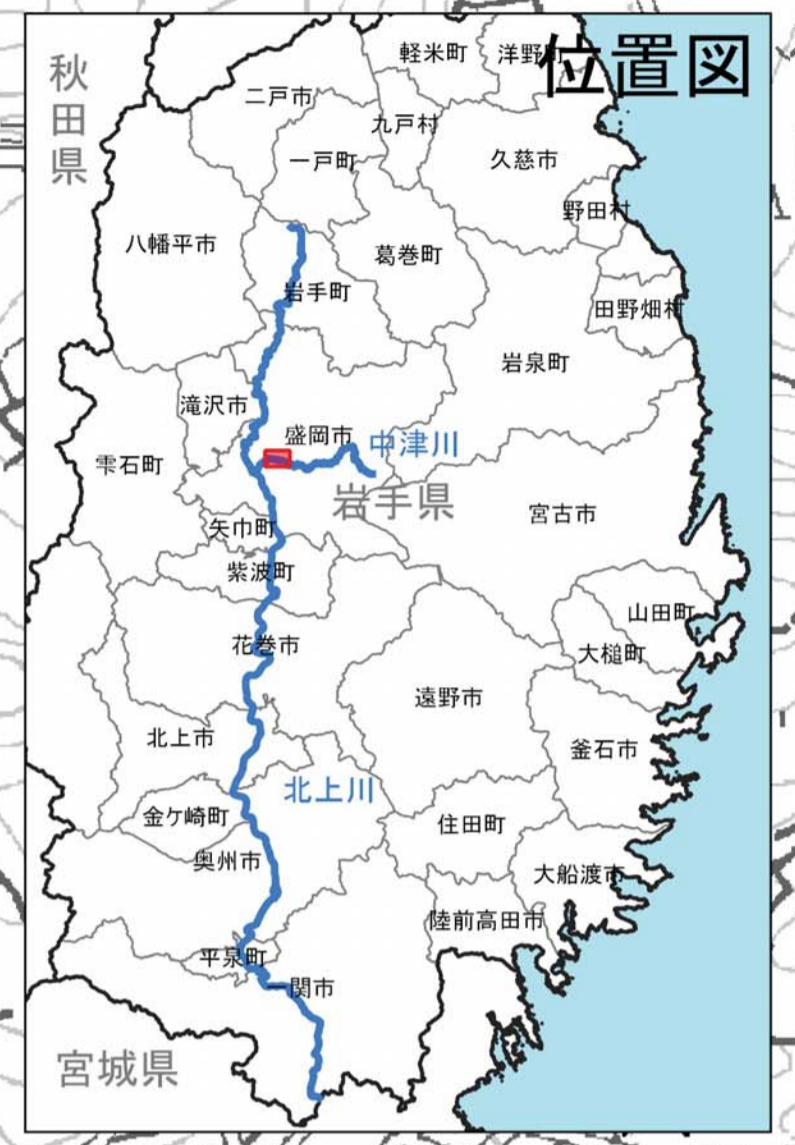 位置図
秋田県
軽米町
洋野町
二戸市
九戸村
一戸町
久慈市
野田村
八幡平市
葛巻町
岩手町
田野畑村
岩泉町
滝沢市
盛岡市
中津川
雫石町
岩手県
宮古市
矢巾町
紫波町
山田町
花巻市
大槌町
遠野市
北上市
釜石市
北上川
金ケ崎町
住田町
奥州市
大船渡市
陸前高田市
平泉町
一関市
宮城県